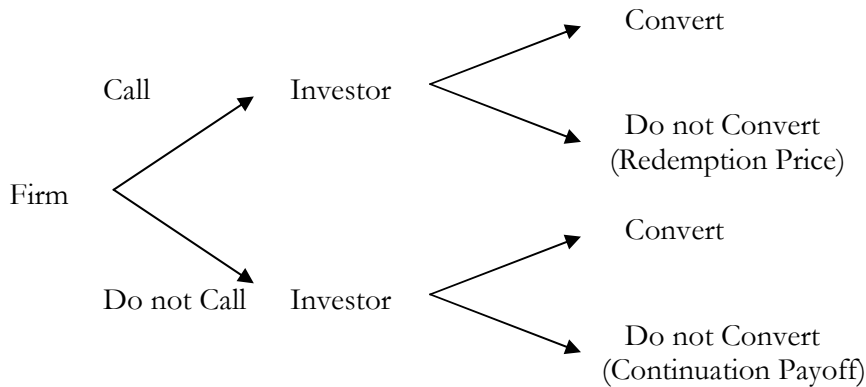 Convert
Call
Investor
Do not Convert
(Redemption Price)
Firm
Convert
Do not Call
Investor
Do not Convert
(Continuation Payoff)